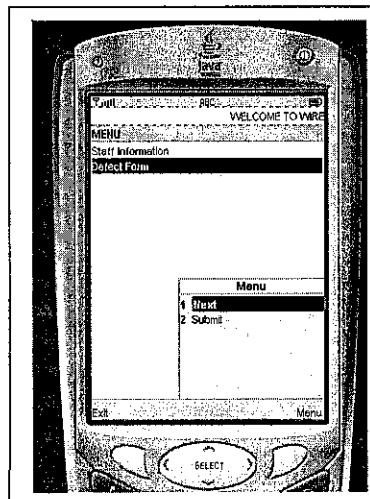 Java
ABC
WELCOME TO WIRE
MENU
Staff Information
Defect Form
Menu
1 Next
2 Submit
Exit Menu
SELECT